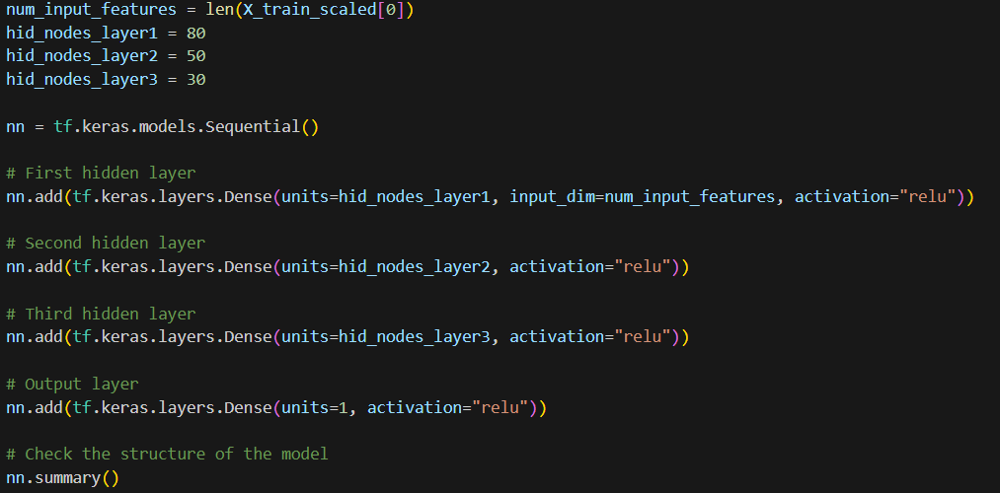 num_input_features = len(X_train_scaled[0])
hid_nodes_layer1 = 80
hid_nodes_layer2 = 50
hid_nodes_layer3 = 30
nn = tf.keras.models.Sequential()
# First hidden layer
nn.add(tf.keras.layers.Dense(units=hid_nodes_layer1, input_dim=num_input_features, activation="relu"))
# Second hidden layer
nn.add(tf.keras.layers.Dense(units=hid_nodes_layer2, activation="relu"))
# Third hidden layer
nn.add(tf.keras.layers.Dense(units=hid_nodes_layer3, activation="relu"))
# Output layer
nn.add(tf.keras.layers.Dense(units=1, activation="relu"))
# Check the structure of the model
nn.summary()